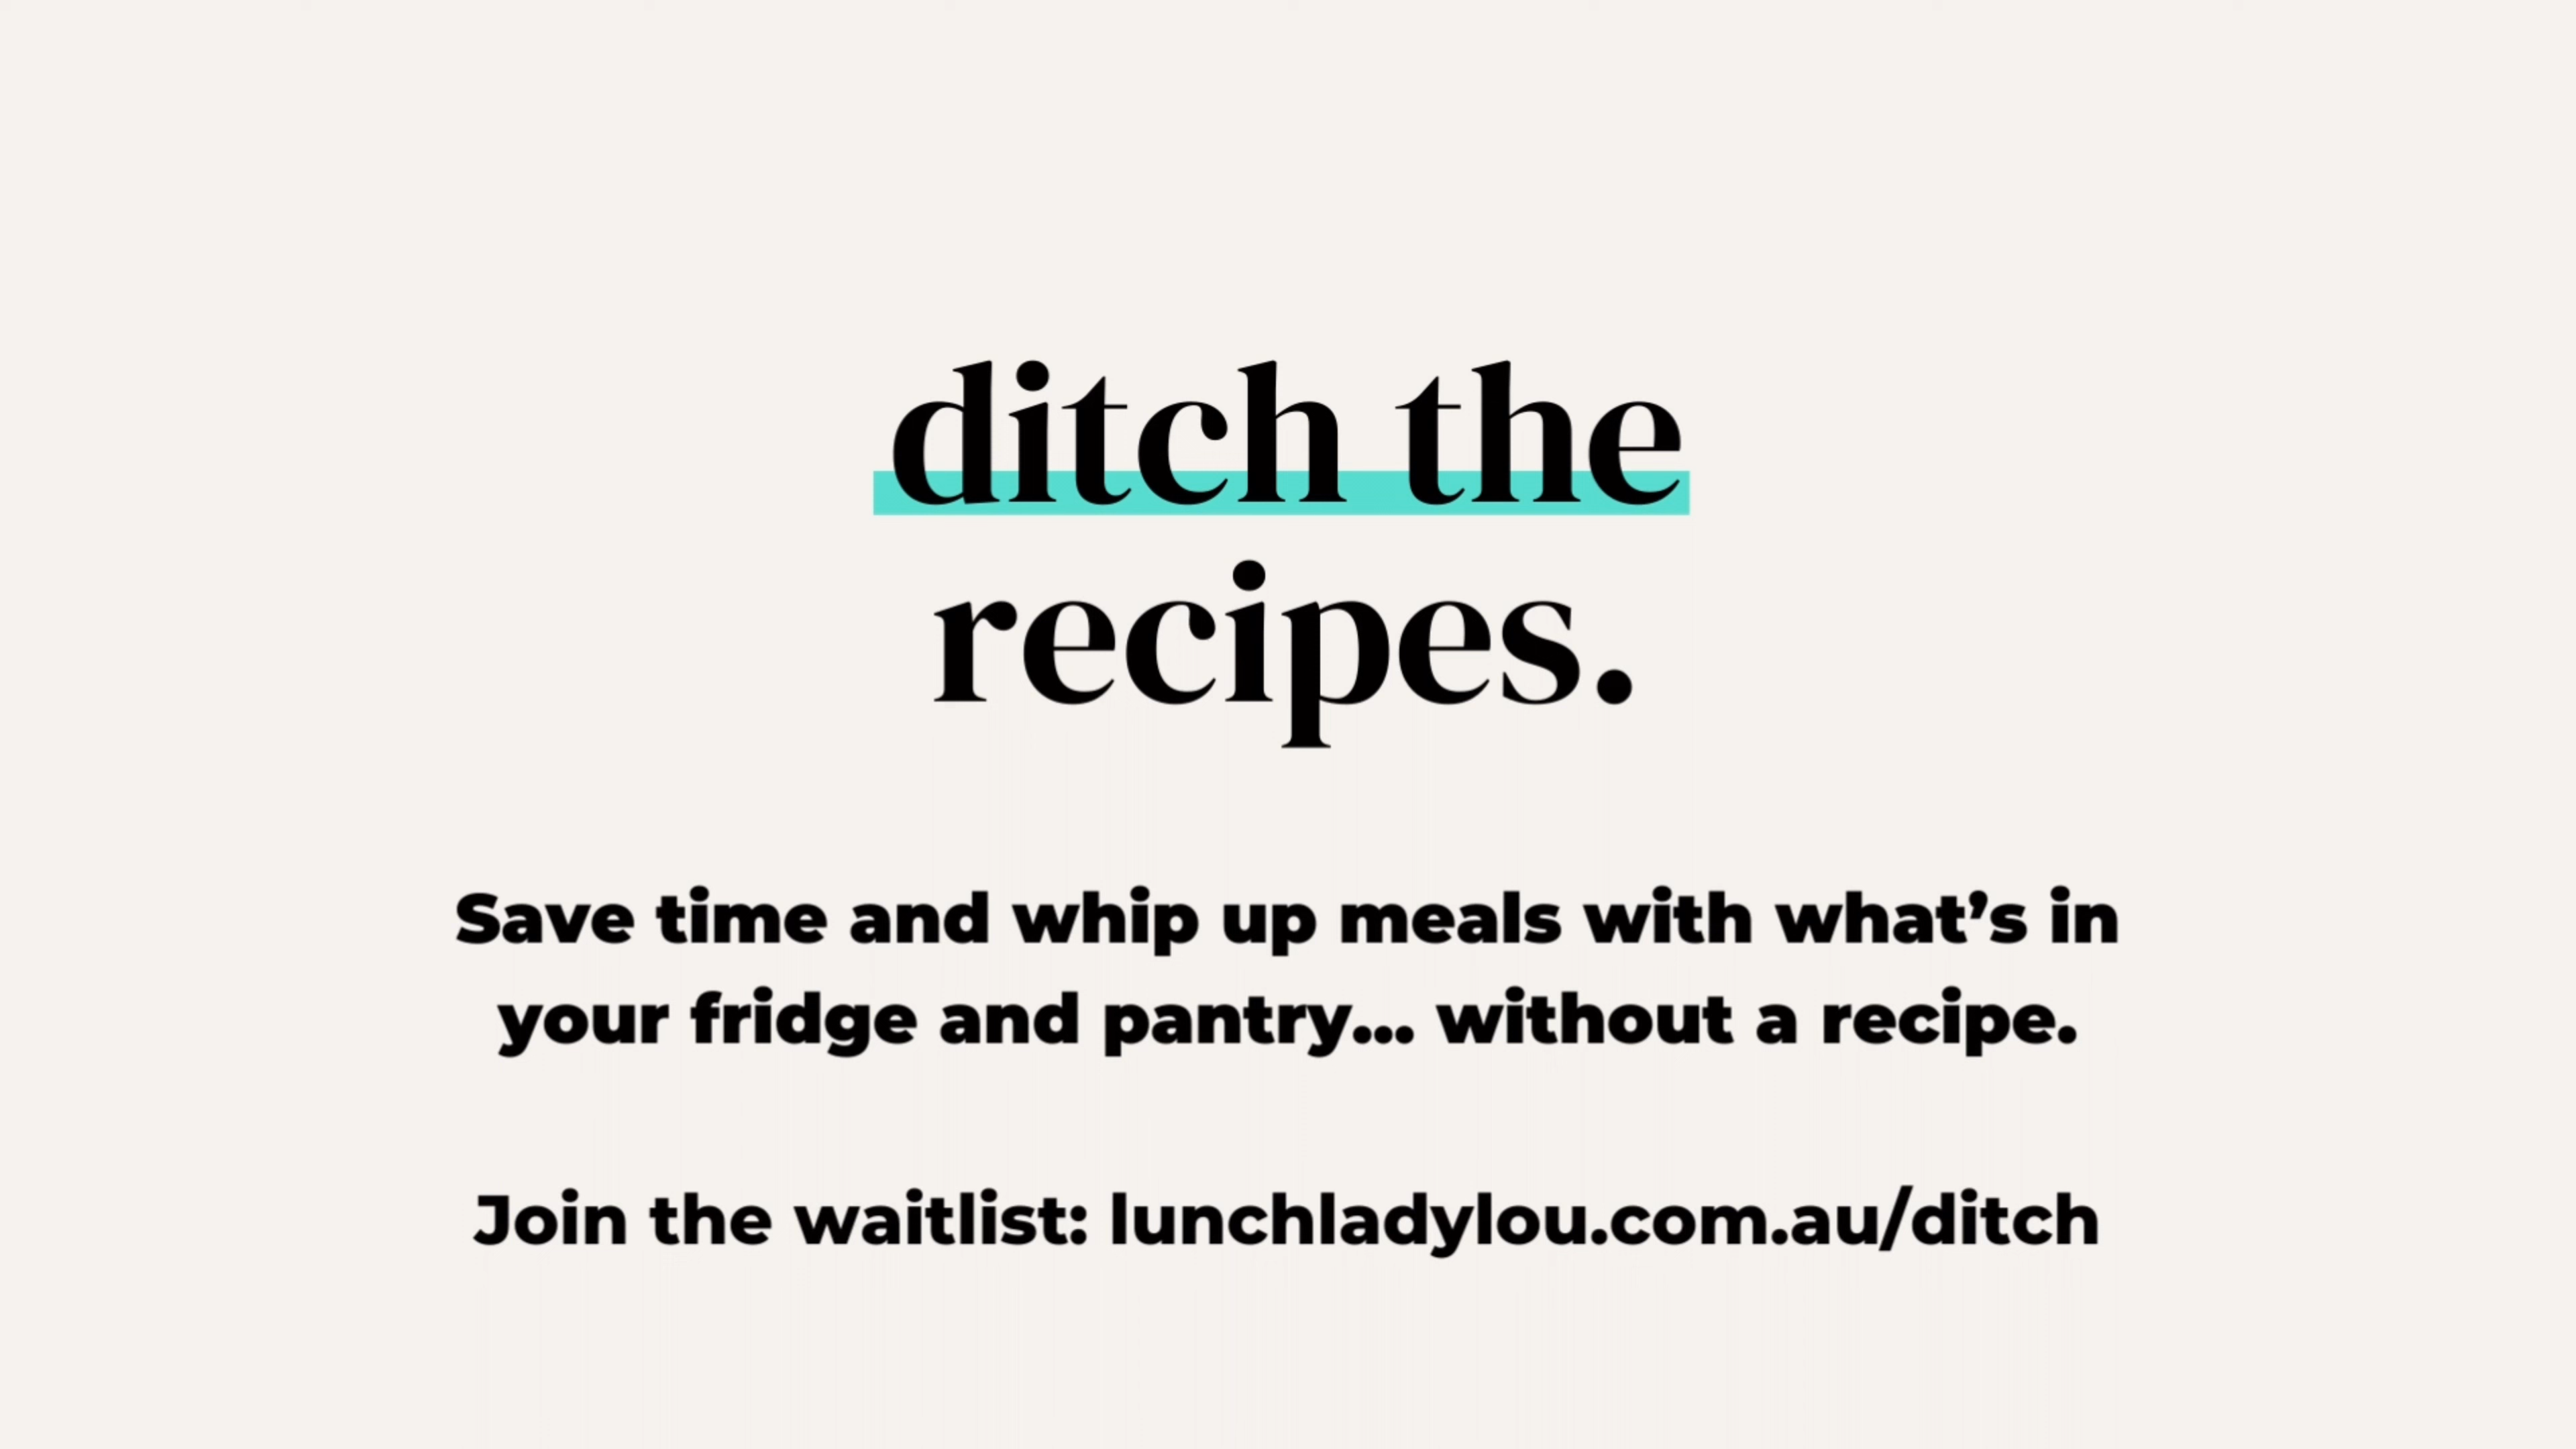 ditch the
recipes.
Save time and whip up meals with what’s in
your fridge and pantry... without a recipe.
Join the waitlist: lunchladylou.com.au/ditch